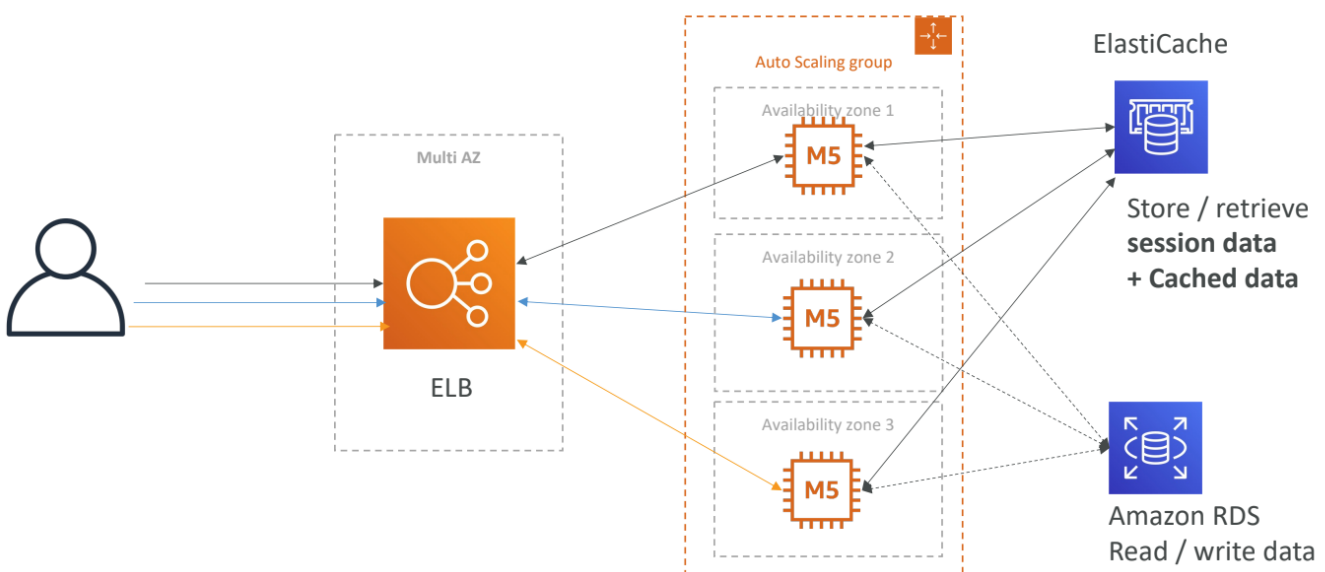 ElastiCache
Auto Scaling group
Availability zone 1
M5
Multi AZ
Store / retrieve
session data
+ Cached data
Availability zone 2
M5
ELB
Availability zone 3
M5
Amazon RDS
Read / write data